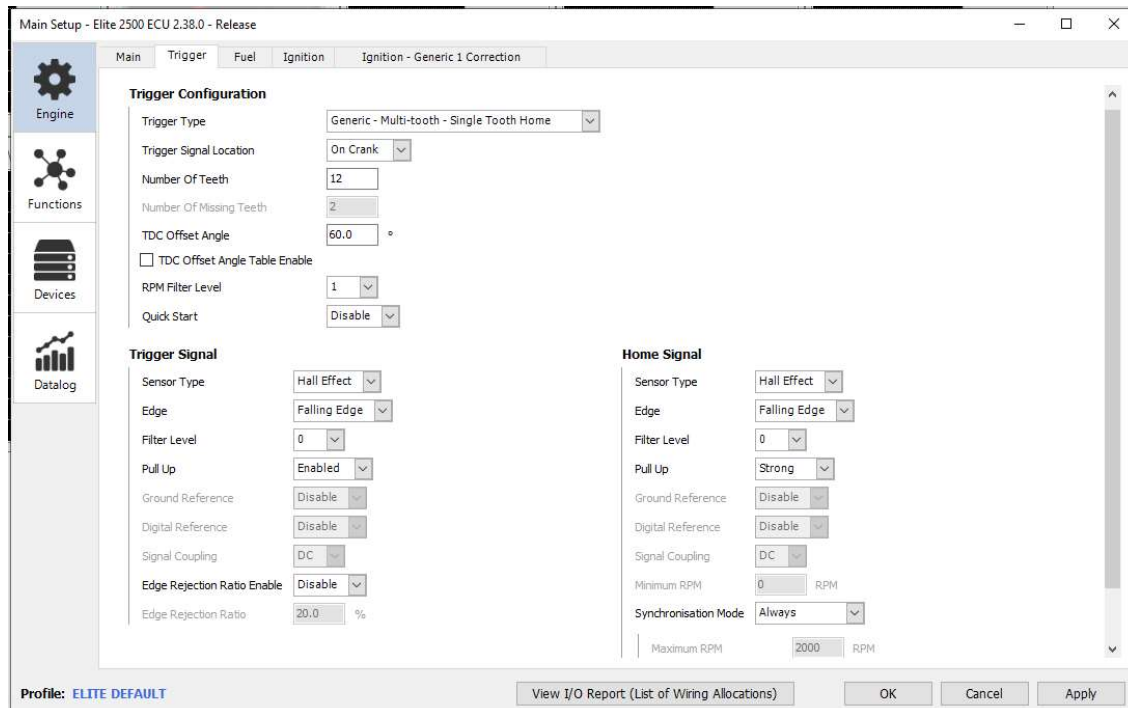 Main Setup - Elite 2500 ECU 2.38.0 - Release
Engine
Functions
Devices
Datalog
Main Trigger Fuel Ignition Ignition - Generic 1 Correction
Trigger Configuration
Trigger Type Generic - Multi-tooth - Single Tooth Home
Trigger Signal Location On Crank
Number Of Teeth 12
Number Of Missing Teeth 2
TDC Offset Angle 60.0 °
TDC Offset Angle Table Enable
RPM Filter Level 1
Quick Start Disable
Trigger Signal
Sensor Type Hall Effect
Edge Falling Edge
Filter Level 0
Pull Up Enabled
Ground Reference Disable
Digital Reference Disable
Signal Coupling DC
Edge Rejection Ratio Enable Disable
Edge Rejection Ratio 20.0 %
Home Signal
Sensor Type Hall Effect
Edge Falling Edge
Filter Level 0
Pull Up Strong
Ground Reference Disable
Digital Reference Disable
Signal Coupling DC
Minimum RPM 0 RPM
Synchronisation Mode Always
Maximum RPM 2000 RPM
Profile: ELITE DEFAULT
View I/O Report (List of Wiring Allocations) OK Cancel Apply